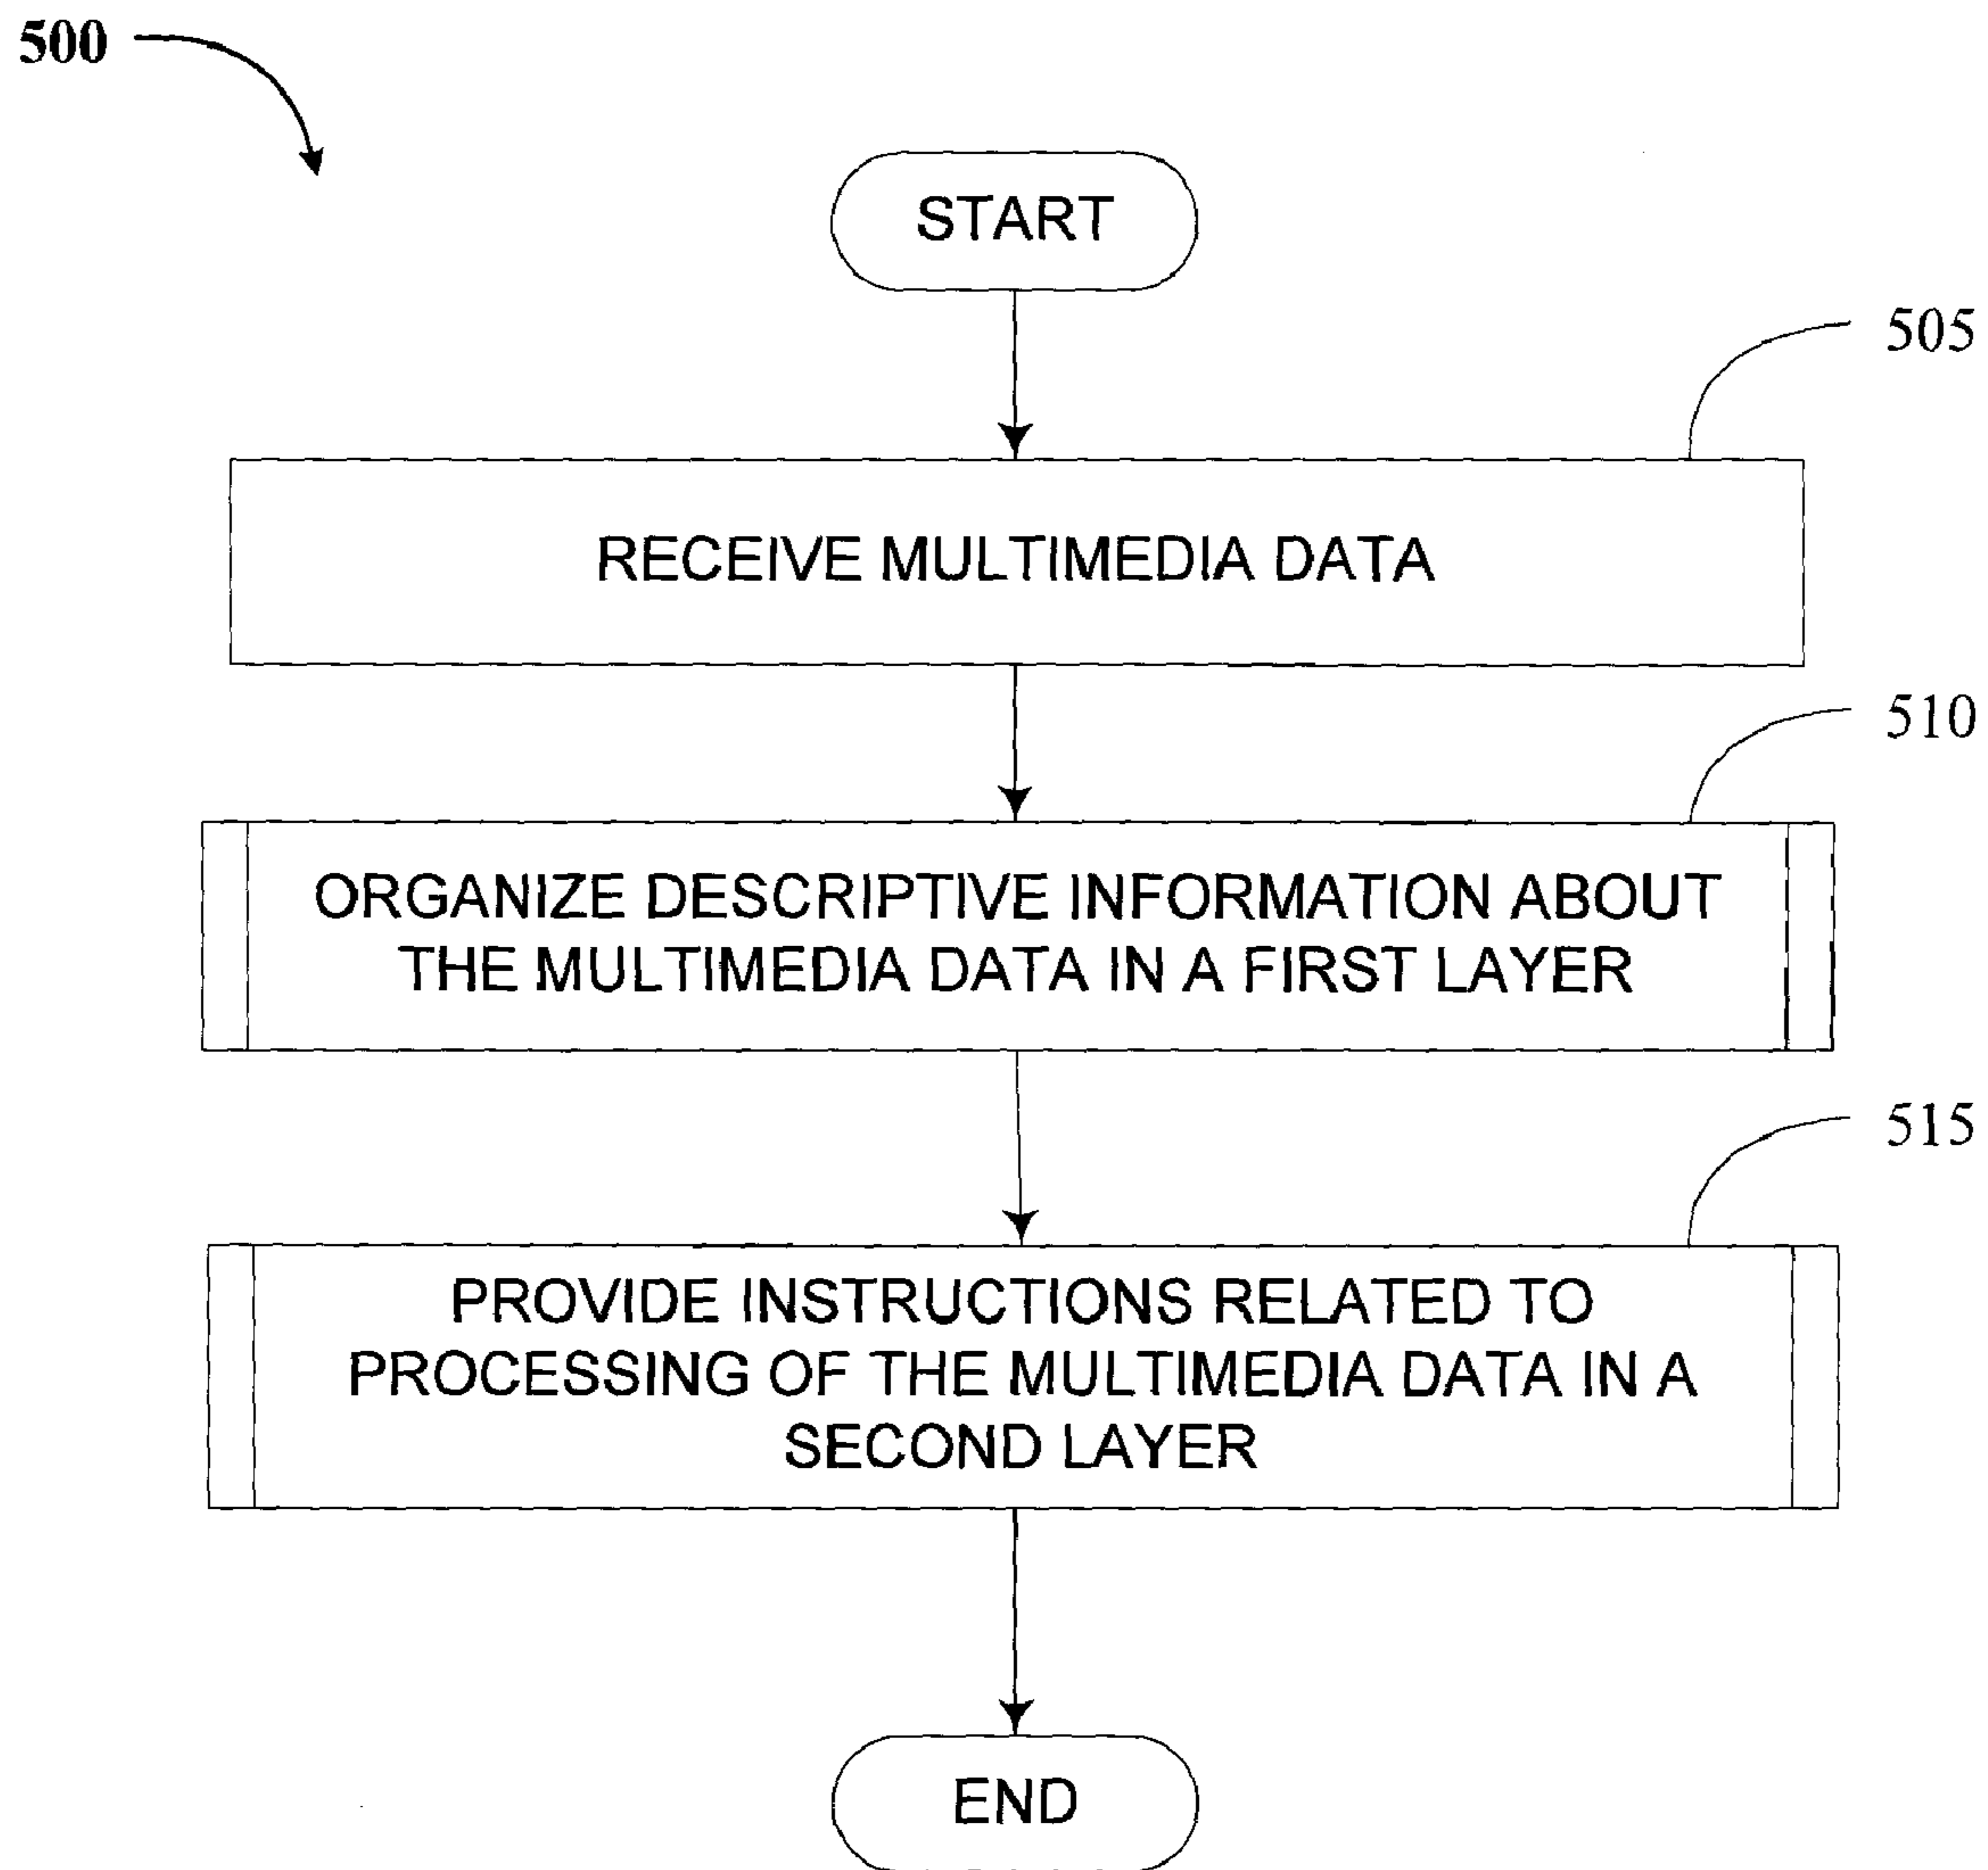 500
START
505
RECEIVE MULTIMEDIA DATA
510
ORGANIZE DESCRIPTIVE INFORMATION ABOUT
THE MULTIMEDIA DATA IN A FIRST LAYER
515
PROVIDE INSTRUCTIONS RELATED TO
PROCESSING OF THE MULTIMEDIA DATA IN A
SECOND LAYER
END